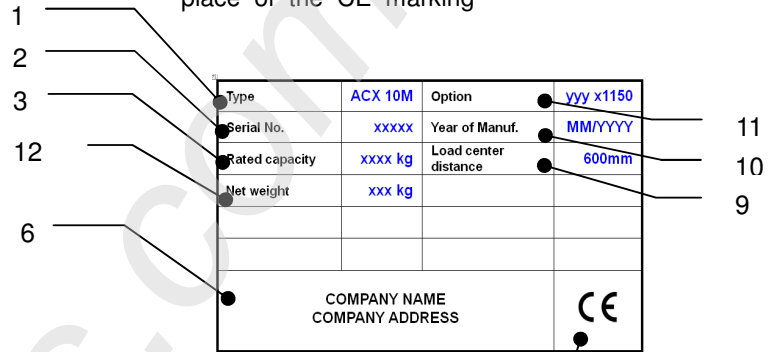 place of the CE marking
1
2
3
12
6
Type ACX 10M Option yyy x1150
Serial No. xxxxx Year of Manuf. MM/YYYY
Rated capacity xxxx kg Load center distance 600mm
Net weight xxx kg
COMPANY NAME
COMPANY ADDRESS
CE
11
10
9